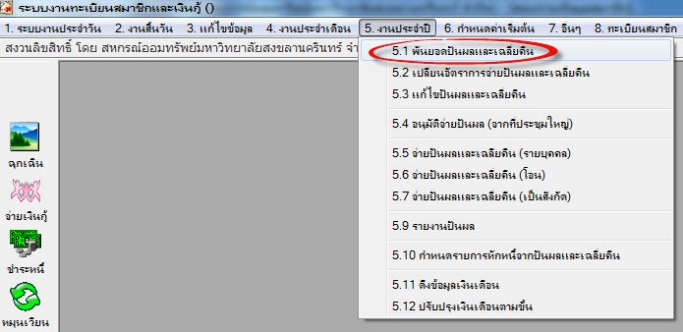 ระบบงานทะเบียนสมาชิกและเงินกู้ ()
1. ระบบงานประจำวัน 2. งานสิ้นวัน 3. แก้ไขข้อมูล 4. งานประจำเดือน 5. งานประจำปี 6. กำหนดค่าเริ่มต้น 7. อื่นๆ 8. ทะเบียนสมาชิก
สงวนลิขสิทธิ์ โดย สหกรณ์ออมทรัพย์มหาวิทยาลัยสงขลานครินทร์ จำ
5.1 พันยอดปันผลและเฉลี่ยคืน
5.2 เปลี่ยนอัตราการจ่ายปันผลและเฉลี่ยคืน
5.3 แก้ไขปันผลและเฉลี่ยคืน
5.4 อนุมัติจ่ายปันผล (จากที่ประชุมใหญ่)
5.5 จ่ายปันผลและเฉลี่ยคืน (รายบุคคล)
5.6 จ่ายปันผลและเฉลี่ยคืน (โอน)
5.7 จ่ายปันผลและเฉลี่ยคืน (เป็นสังกัด)
5.9 รายงานปันผล
5.10 กำหนดรายการหักหนี้จากปันผลและเฉลี่ยคืน
5.11 ดึงข้อมูลเงินเดือน
5.12 ปรับปรุงเงินเดือนตามขั้น
ฉุกเฉิน
จ่ายเงินกู้
ชำระหนี้
หมุนเวียน